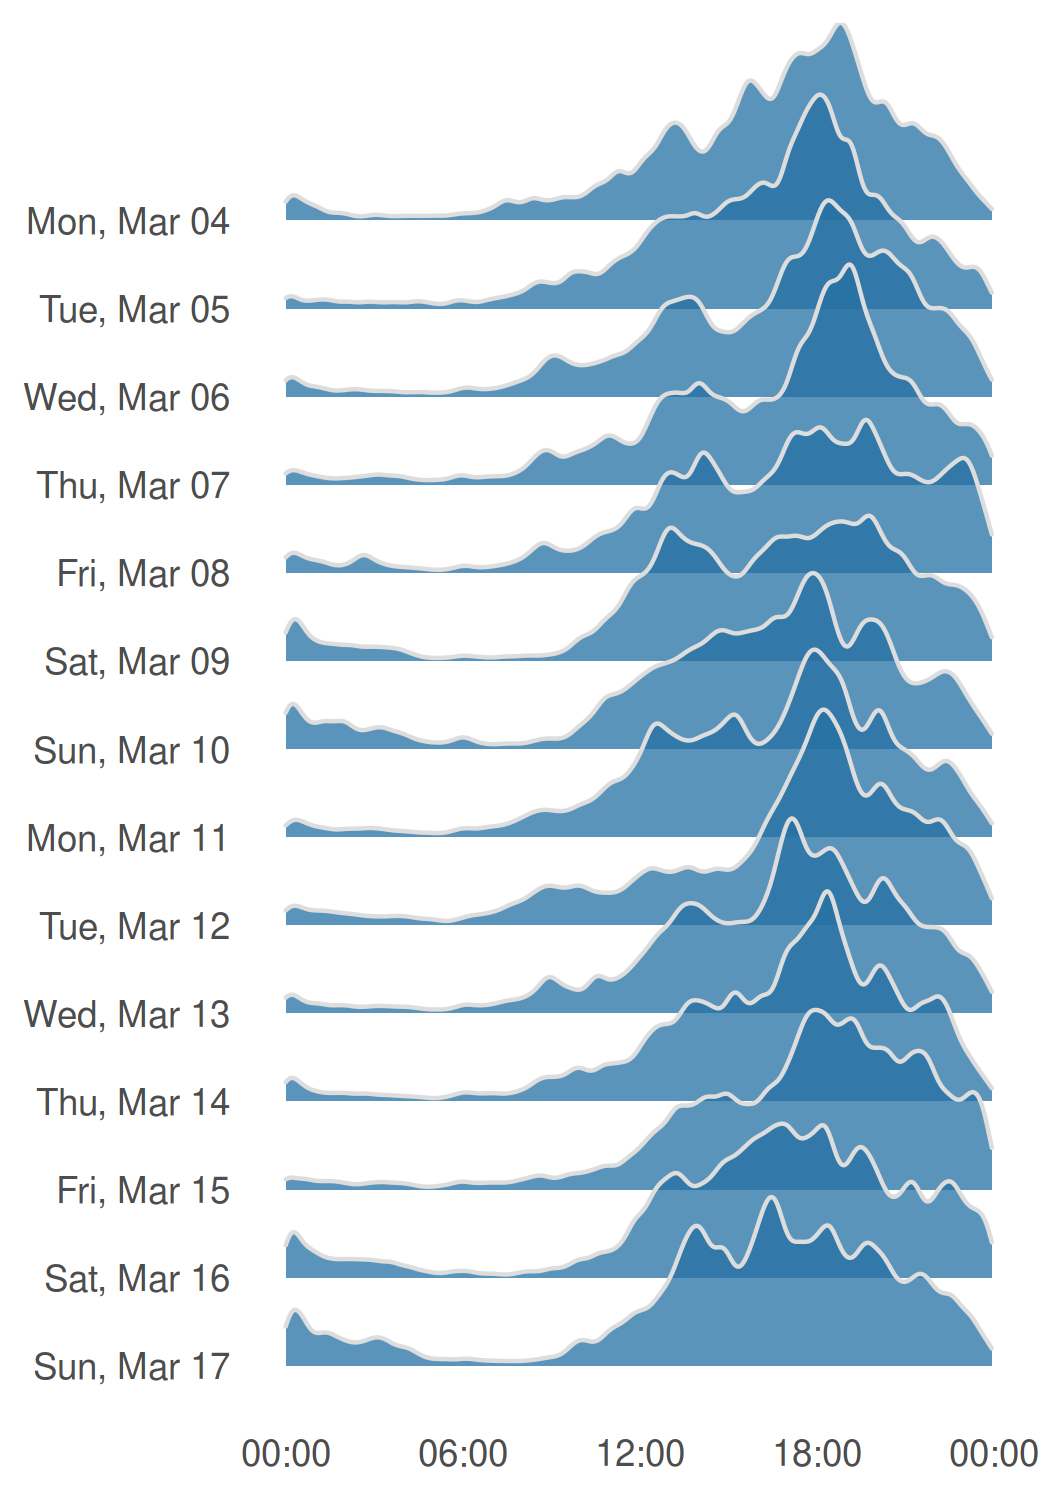 Mon, Mar 04
Tue, Mar 05
Wed, Mar 06
Thu, Mar 07
Fri, Mar 08
Sat, Mar 09
Sun, Mar 10
Mon, Mar 11
Tue, Mar 12
Wed, Mar 13
Thu, Mar 14
Fri, Mar 15
Sat, Mar 16
Sun, Mar 17
00:00 06:00 12:00 18:00 00:00